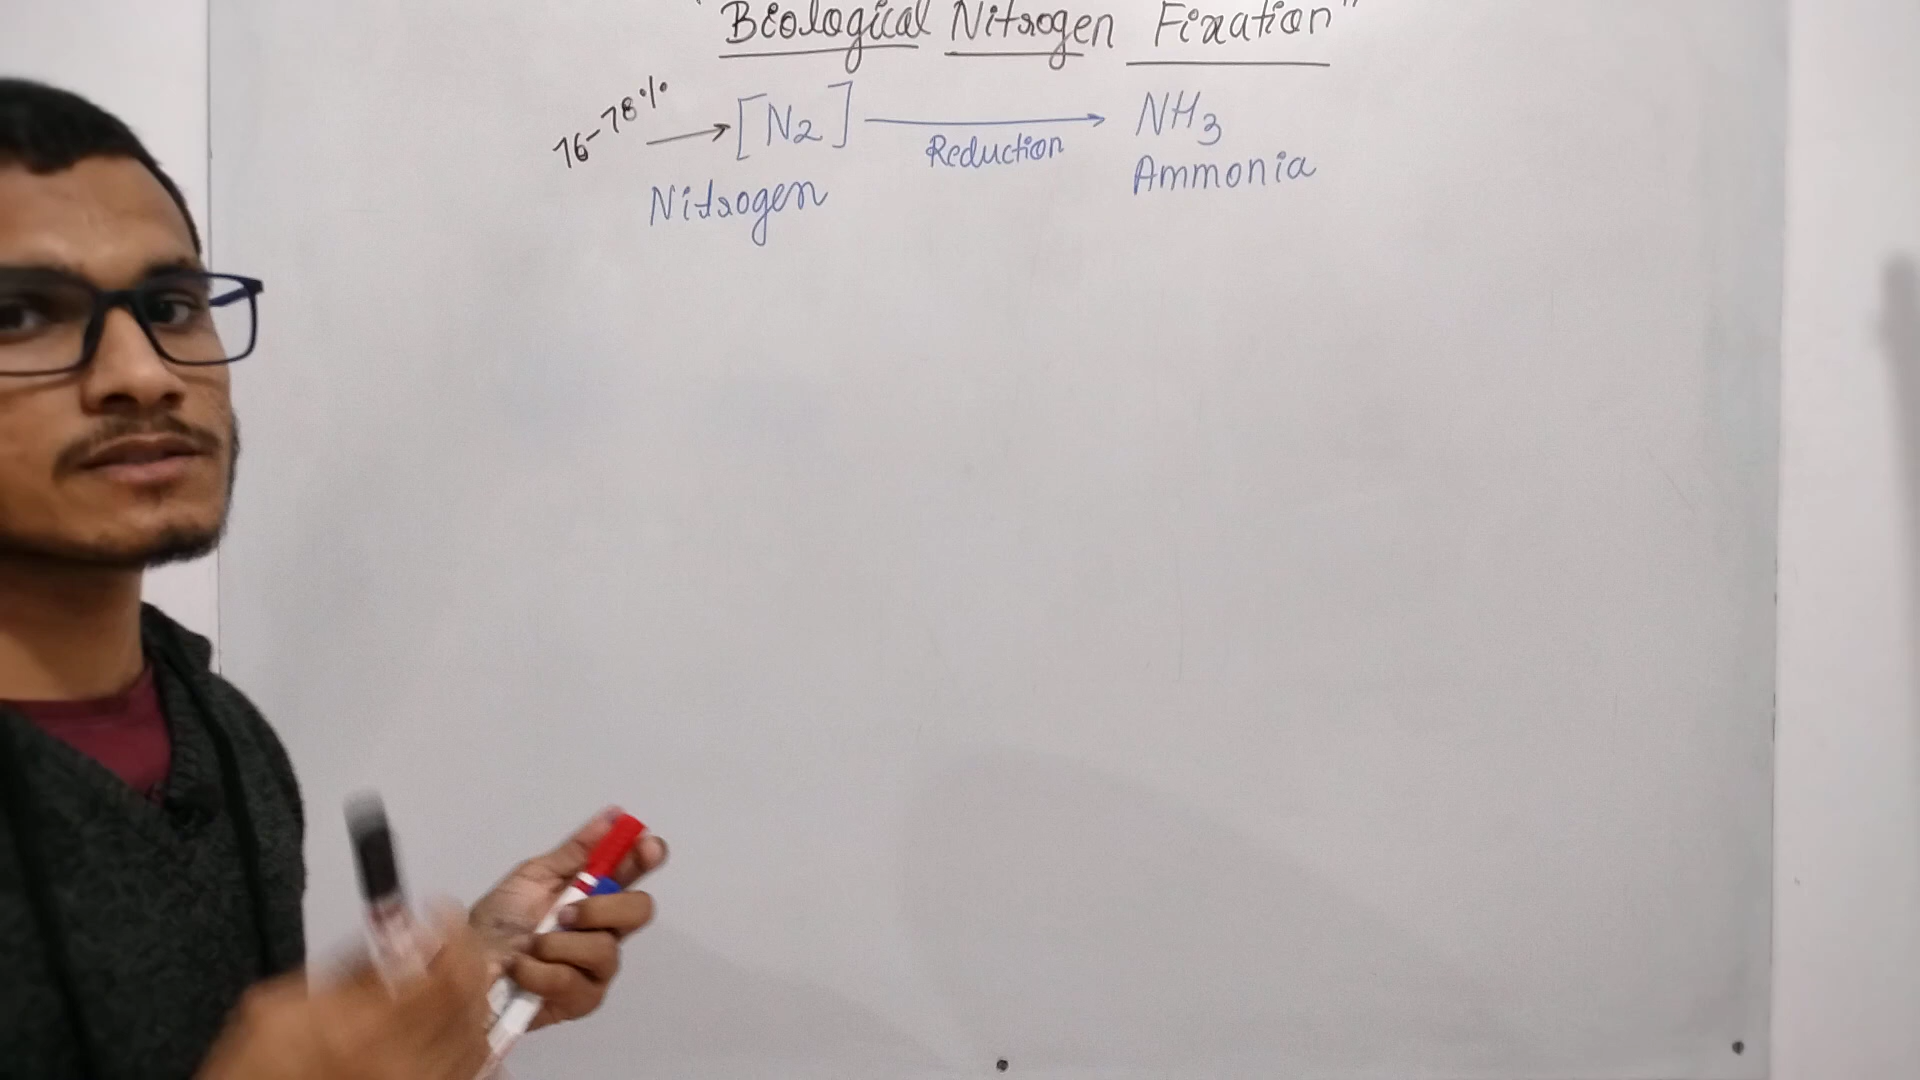 "Biological Nitrogen Fixation"
76-78% → [N2] → NH3
Reduction
Nitrogen
Ammonia